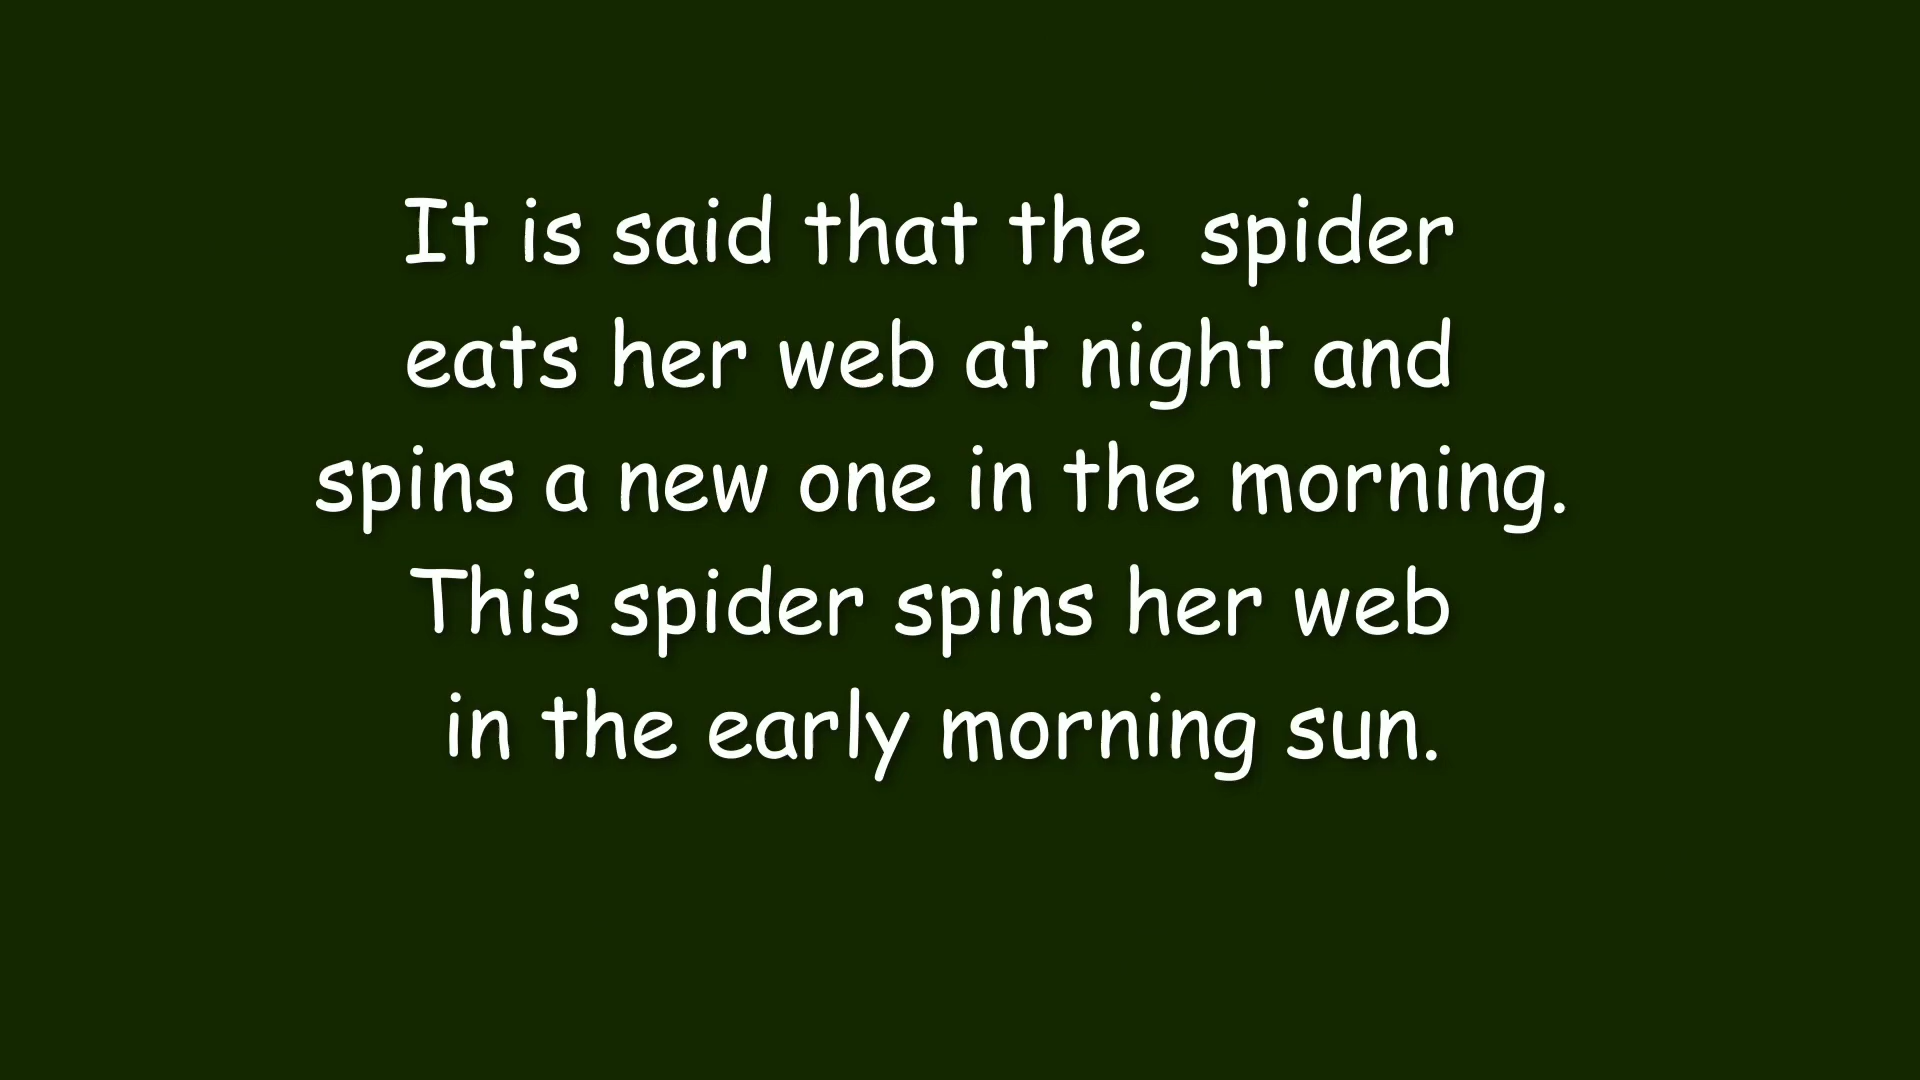 It is said that the  spider
eats her web at night and
spins a new one in the morning.
This spider spins her web
in the early morning sun.